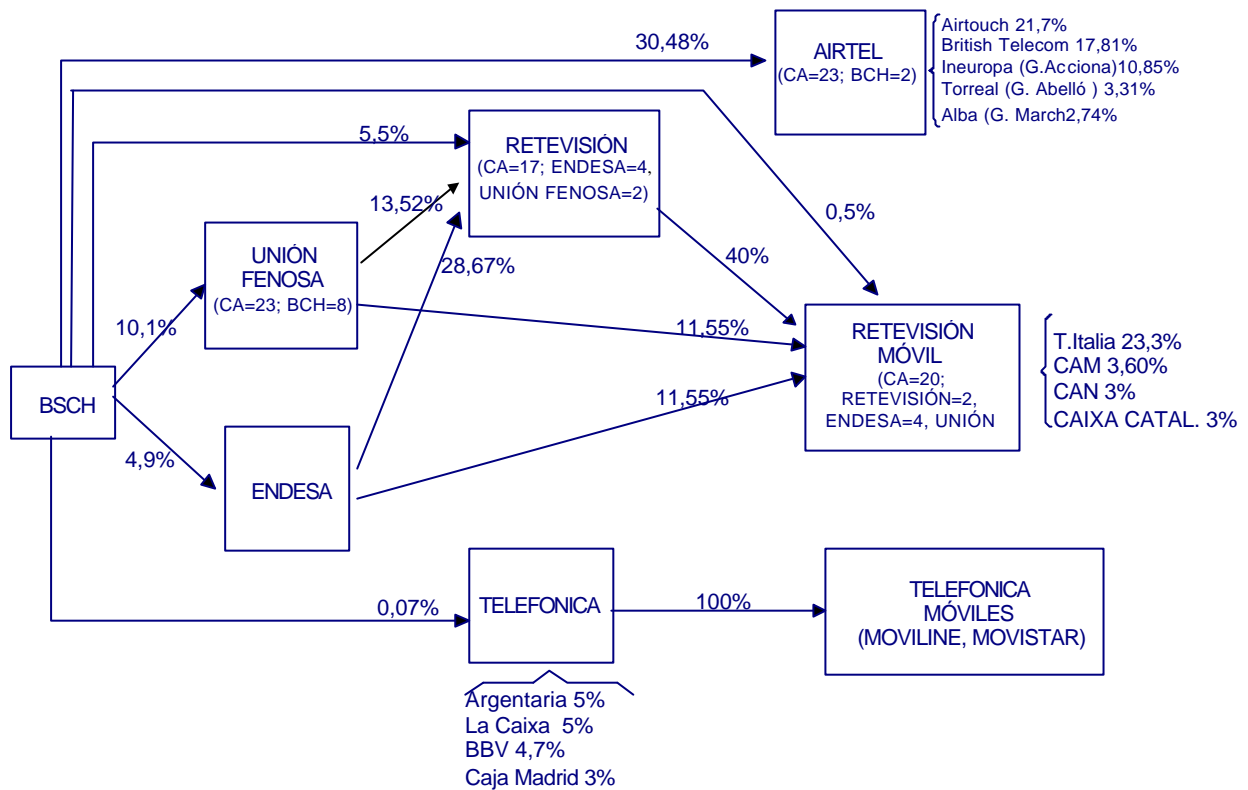 30,48%
AIRTEL
(CA=23; BCH=2)
Airtouch 21,7%
British Telecom 17,81%
Ineuropa (G.Acciona)10,85%
Torreal (G. Abelló ) 3,31%
Alba (G. March2,74%
5,5%
RETEVISIÓN
(CA=17; ENDESA=4,
UNIÓN FENOSA=2)
13,52%
0,5%
UNIÓN
FENOSA
(CA=23; BCH=8)
28,67%
40%
10,1%
11,55%
RETEVISIÓN
MÓVIL
(CA=20;
RETEVISIÓN=2,
ENDESA=4, UNIÓN
T.Italia 23,3%
CAM 3,60%
CAN 3%
CAIXA CATAL. 3%
BSCH
11,55%
4,9%
ENDESA
0,07%
TELEFONICA
100%
TELEFONICA
MÓVILES
(MOVILINE, MOVISTAR)
Argentaria 5%
La Caixa 5%
BBV 4,7%
Caja Madrid 3%